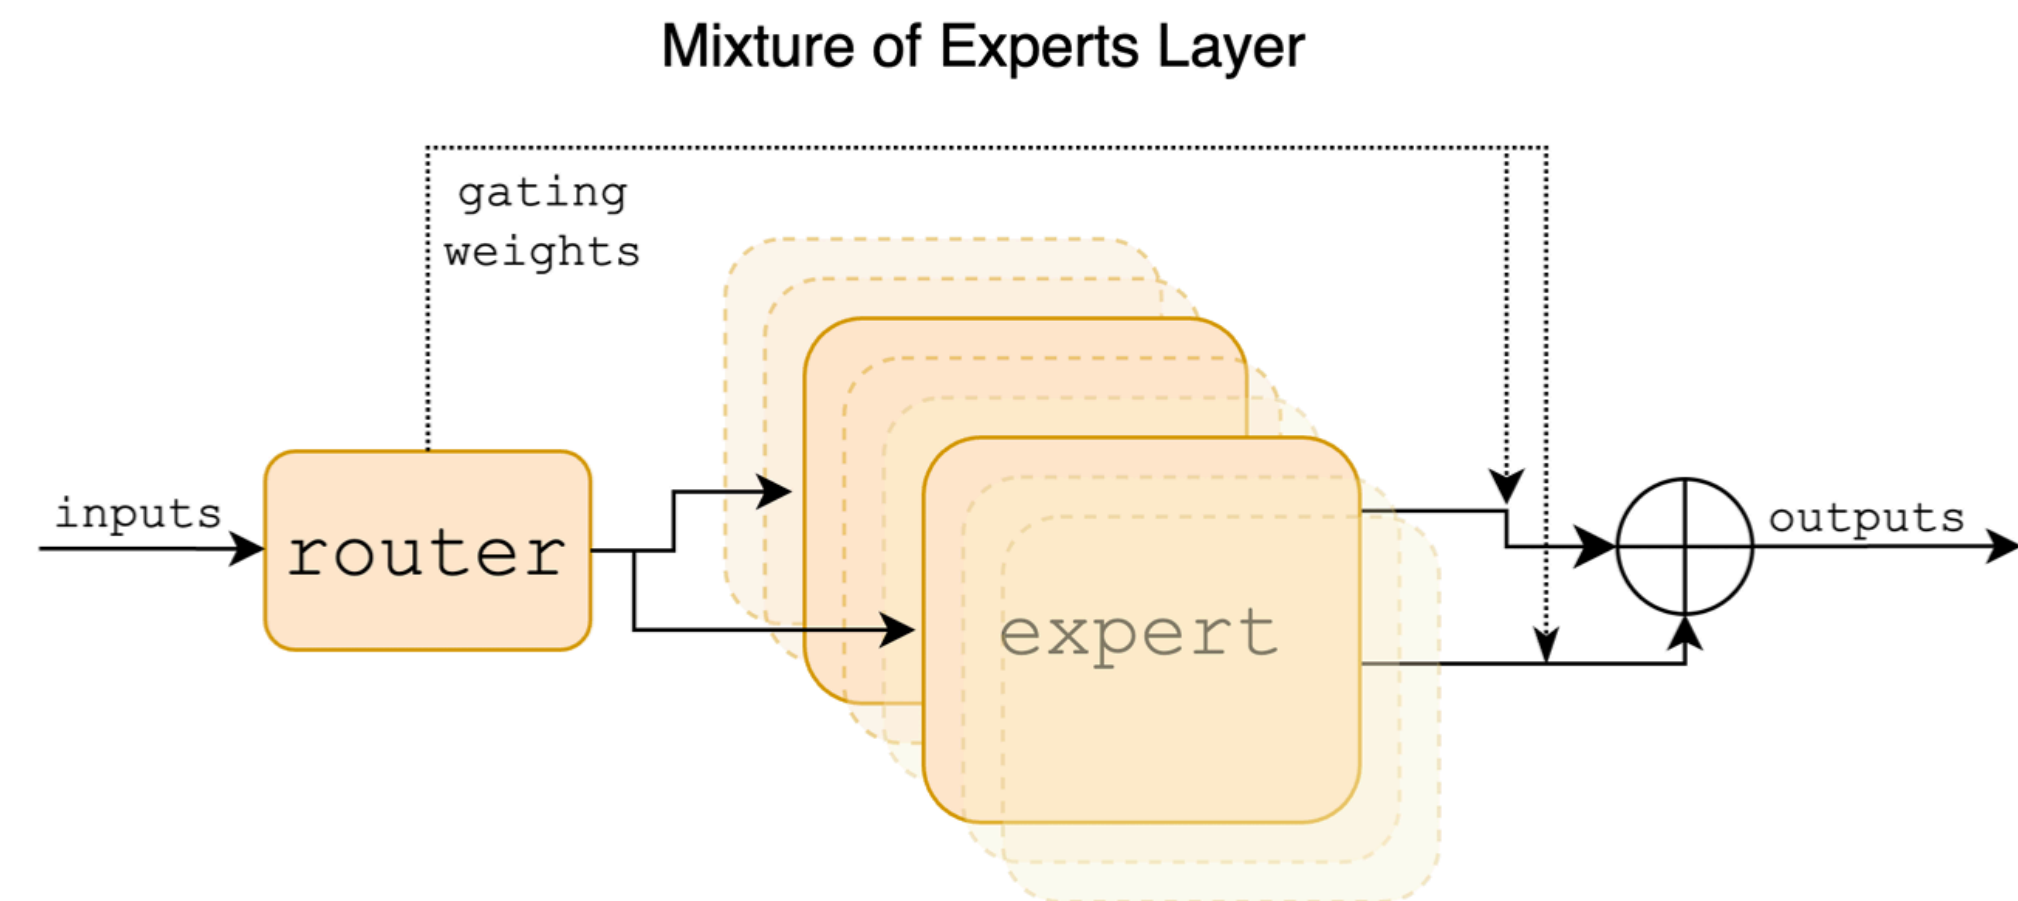 Mixture of Experts Layer
gating
weights
inputs
router
expert
outputs